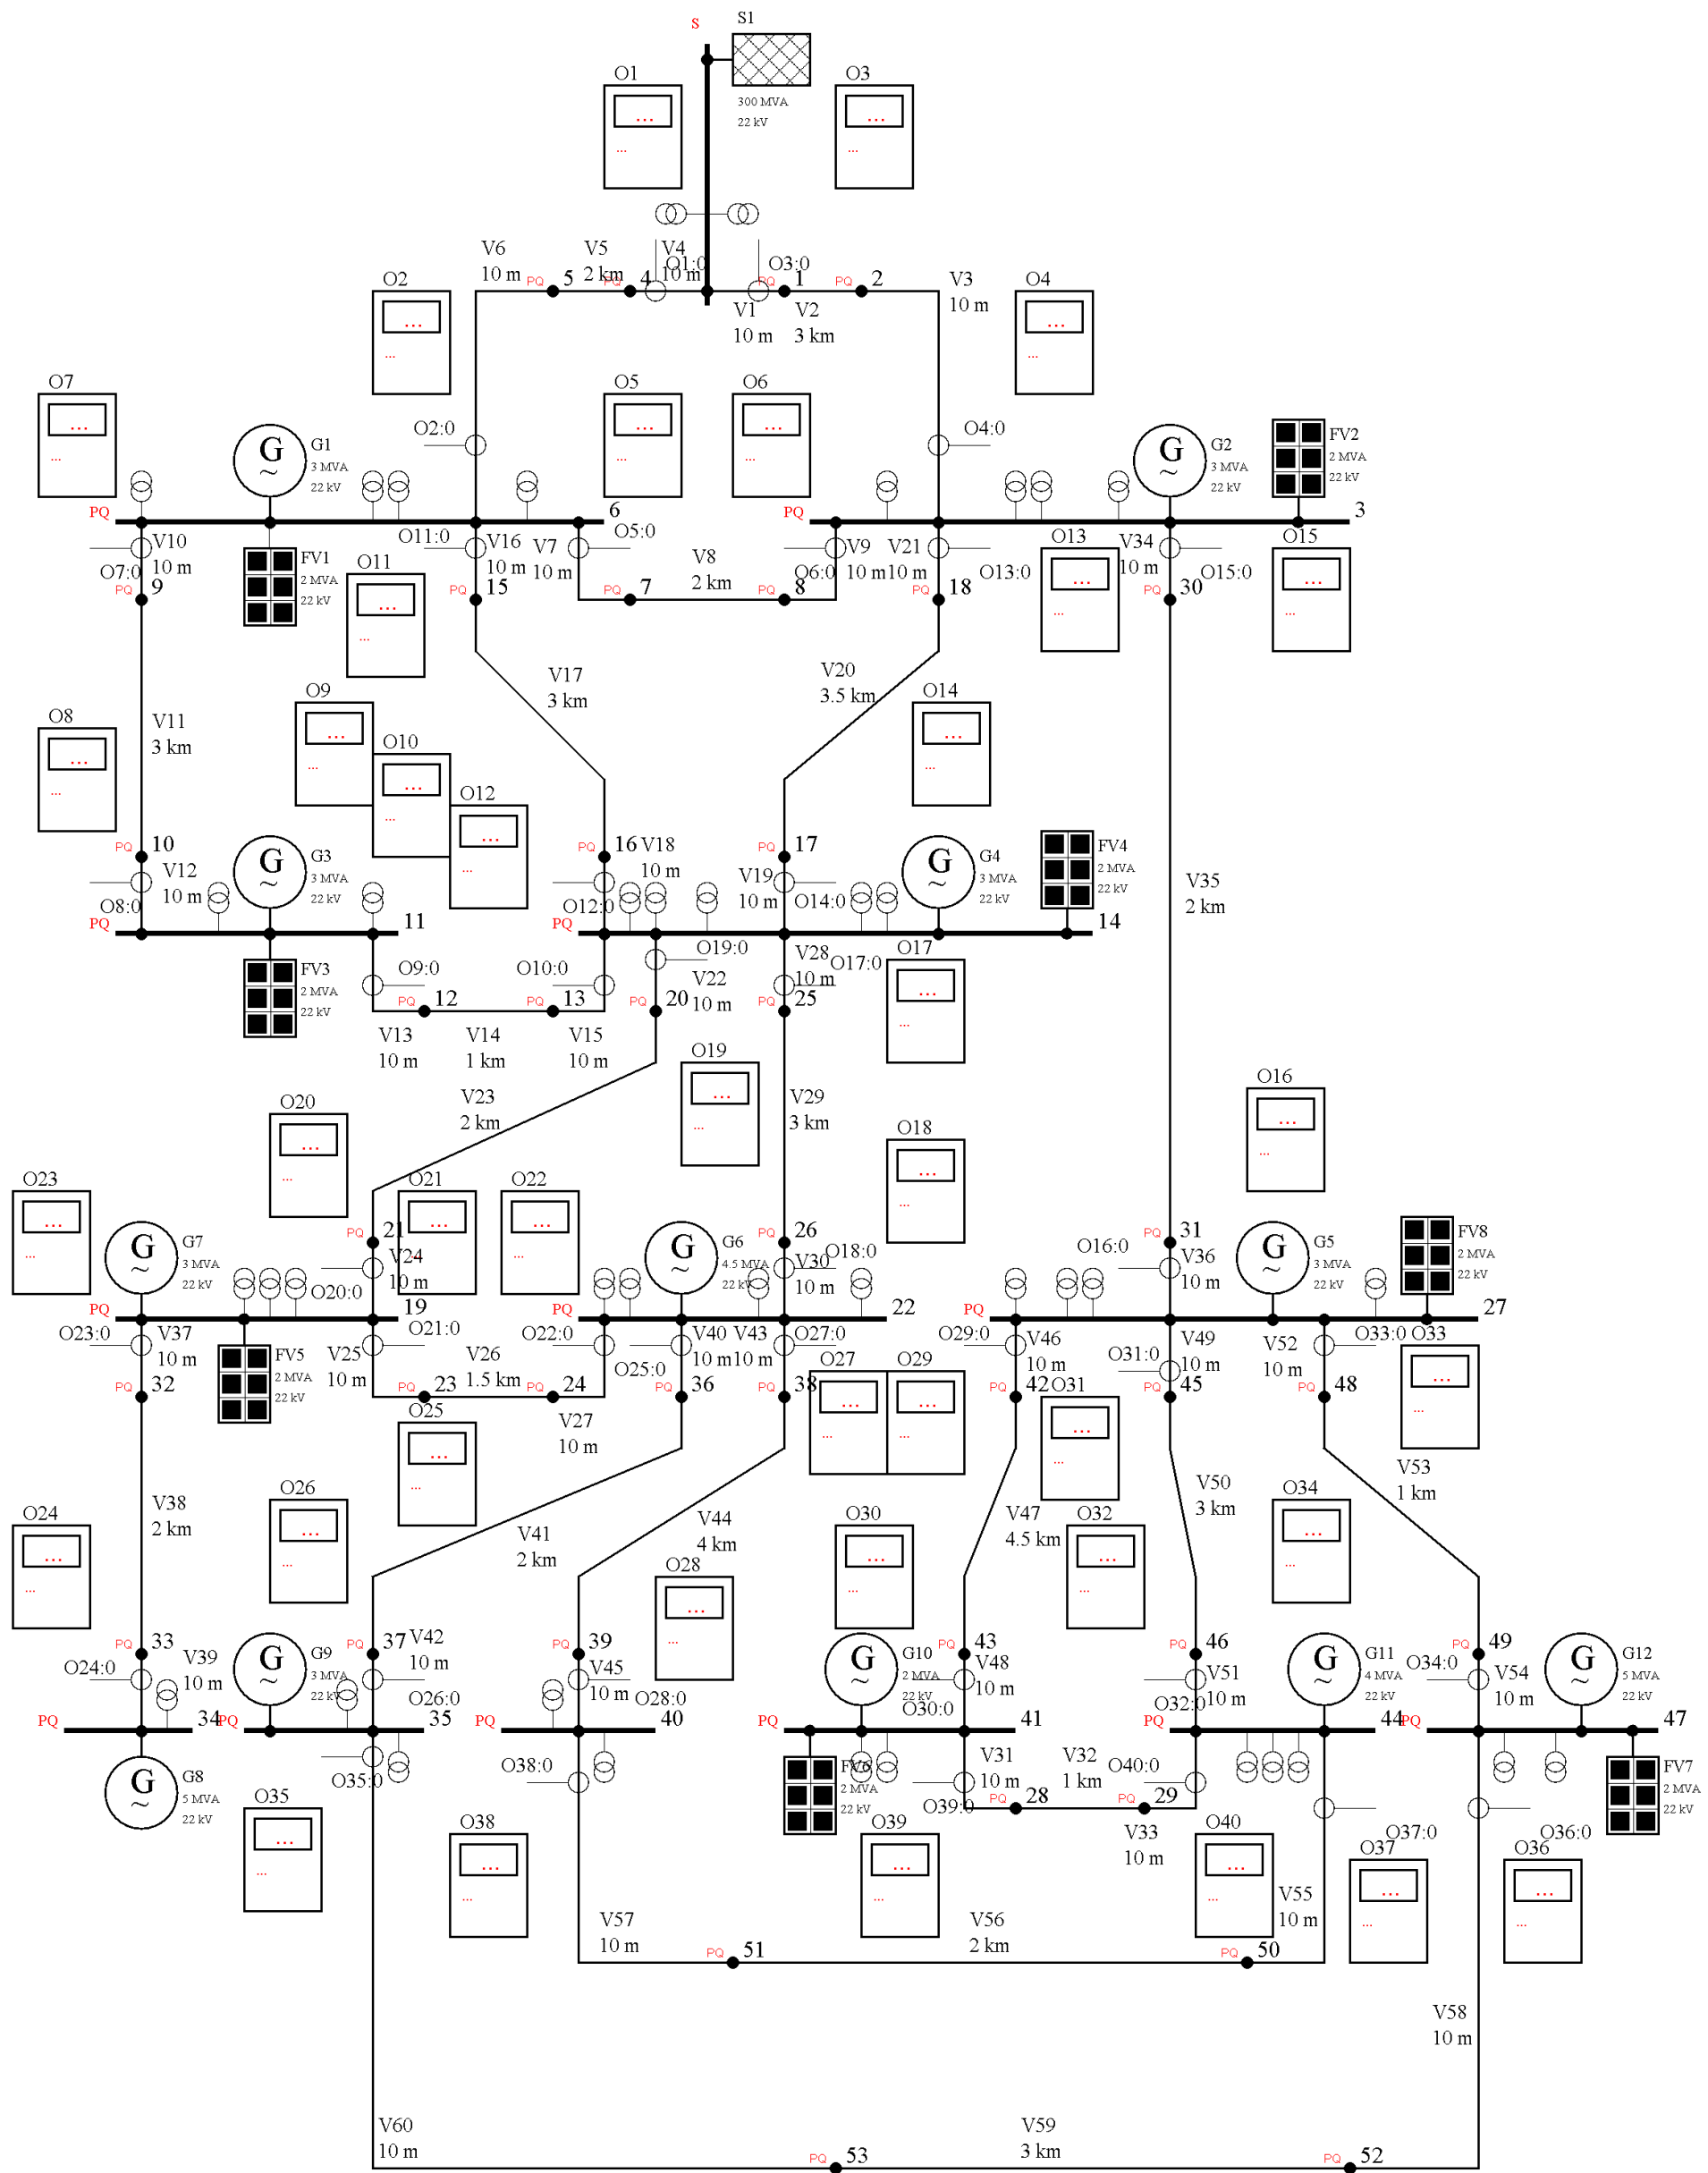 S
S1
300 MVA
22 kV
O1
...
...
O3
...
...
V6
10 m
V5
2 km
V4
10 m
O1:0
O3:0
PQ
5
PQ
4
PQ
1
PQ
2
V1
10 m
V2
3 km
V3
10 m
O2
...
...
O4
...
...
O7
...
...
O5
...
...
O6
...
...
G
~
G1
3 MVA
22 kV
O2:0
O4:0
G
~
G2
3 MVA
22 kV
FV2
2 MVA
22 kV
PQ
6
PQ
3
V10
10 m
O7:0
FV1
2 MVA
22 kV
O11:0
V16
10 m
V7
10 m
O5:0
V8
2 km
O6:0
V9
10 m
V21
10 m
O13:0
O13
...
...
V34
10 m
O15:0
O15
...
...
PQ
9
O11
...
...
PQ
15
PQ
7
PQ
8
PQ
18
PQ
30
V17
3 km
V20
3.5 km
O9
...
...
O14
...
...
O8
...
...
V11
3 km
O10
...
...
O12
...
...
PQ
10
V12
10 m
O8:0
G
~
G3
3 MVA
22 kV
PQ
16
V18
10 m
O12:0
PQ
17
V19
10 m
O14:0
G
~
G4
3 MVA
22 kV
FV4
2 MVA
22 kV
V35
2 km
PQ
11
PQ
14
FV3
2 MVA
22 kV
O9:0
O10:0
O19:0
V22
10 m
V28
10 m
O17:0
O17
...
...
PQ
12
PQ
13
20
PQ
25
V13
10 m
V14
1 km
V15
10 m
O19
...
...
V23
2 km
V29
3 km
O16
...
...
O20
...
...
O18
...
...
O23
...
...
O21
...
...
O22
...
...
PQ
21
V24
10 m
O20:0
G
~
G7
3 MVA
22 kV
G
~
G6
4.5 MVA
22 kV
PQ
26
V30
10 m
O18:0
PQ
31
O16:0
V36
10 m
G
~
G5
3 MVA
22 kV
FV8
2 MVA
22 kV
PQ
19
PQ
22
PQ
27
O23:0
V37
10 m
FV5
2 MVA
22 kV
O21:0
V25
10 m
V26
1.5 km
O22:0
O25:0
V40
10 m
V43
10 m
O27:0
O29:0
V46
10 m
O31:0
V49
10 m
V52
10 m
O33:0
O33
...
...
PQ
32
PQ
23
PQ
24
PQ
36
PQ
38
O27
...
...
O29
...
...
PQ
42
O31
...
...
PQ
45
PQ
48
V27
10 m
O25
...
...
V53
1 km
V50
3 km
O26
...
...
O34
...
...
V38
2 km
O24
...
...
V44
4 km
V47
4.5 km
O30
...
...
O32
...
...
V41
2 km
O28
...
...
PQ
33
O24:0
V39
10 m
G
~
G9
3 MVA
22 kV
PQ
37
V42
10 m
O26:0
PQ
39
V45
10 m
O28:0
G
~
G10
2 MVA
22 kV
PQ
43
V48
10 m
O30:0
PQ
46
V51
10 m
O32:0
G
~
G11
4 MVA
22 kV
PQ
49
O34:0
V54
10 m
G
~
G12
5 MVA
22 kV
PQ
34
PQ
35
PQ
40
PQ
41
PQ
44
PQ
47
G
~
G8
5 MVA
22 kV
O35:0
O38:0
FV6
2 MVA
22 kV
V31
10 m
O39:0
V32
1 km
O40:0
FV7
2 MVA
22 kV
O35
...
...
PQ
28
PQ
29
V33
10 m
O38
...
...
O39
...
...
O40
...
...
O37:0
O37
...
...
O36:0
O36
...
...
V57
10 m
V56
2 km
V55
10 m
PQ
51
PQ
50
V58
10 m
V60
10 m
V59
3 km
PQ
53
PQ
52